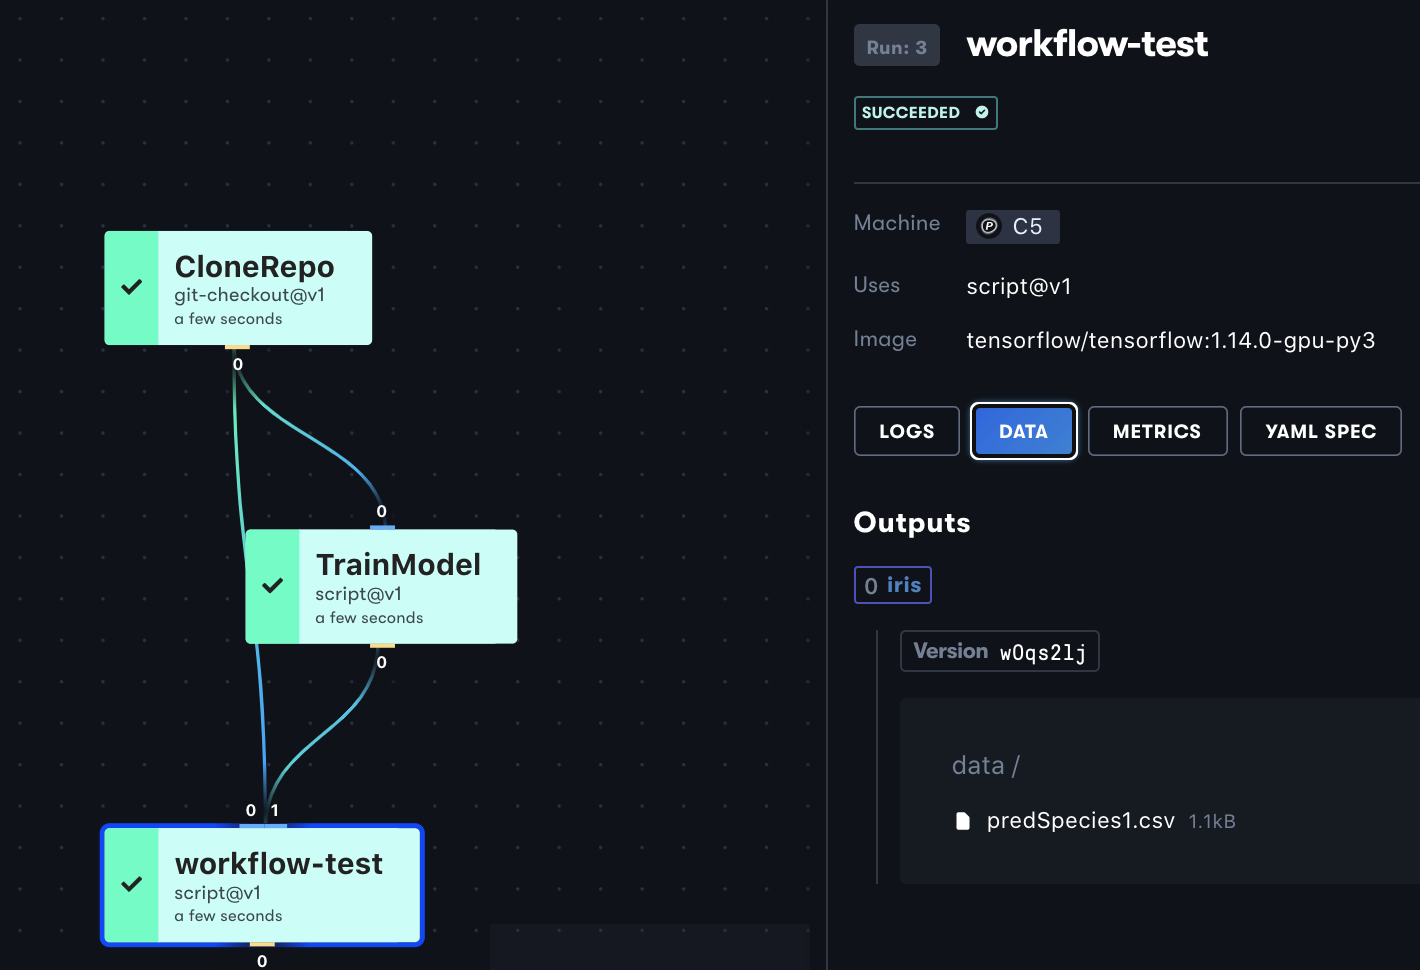 CloneRepo
git-checkout@v1
a few seconds
0
0
TrainModel
script@v1
a few seconds
0
0 1
workflow-test
script@v1
a few seconds
0
Run: 3 workflow-test
SUCCEEDED
Machine P C5
Uses script@v1
Image tensorflow/tensorflow:1.14.0-gpu-py3
LOGS DATA METRICS YAML SPEC
Outputs
0 iris
Version w0qs2lj
data /
predSpecies1.csv 1.1kB